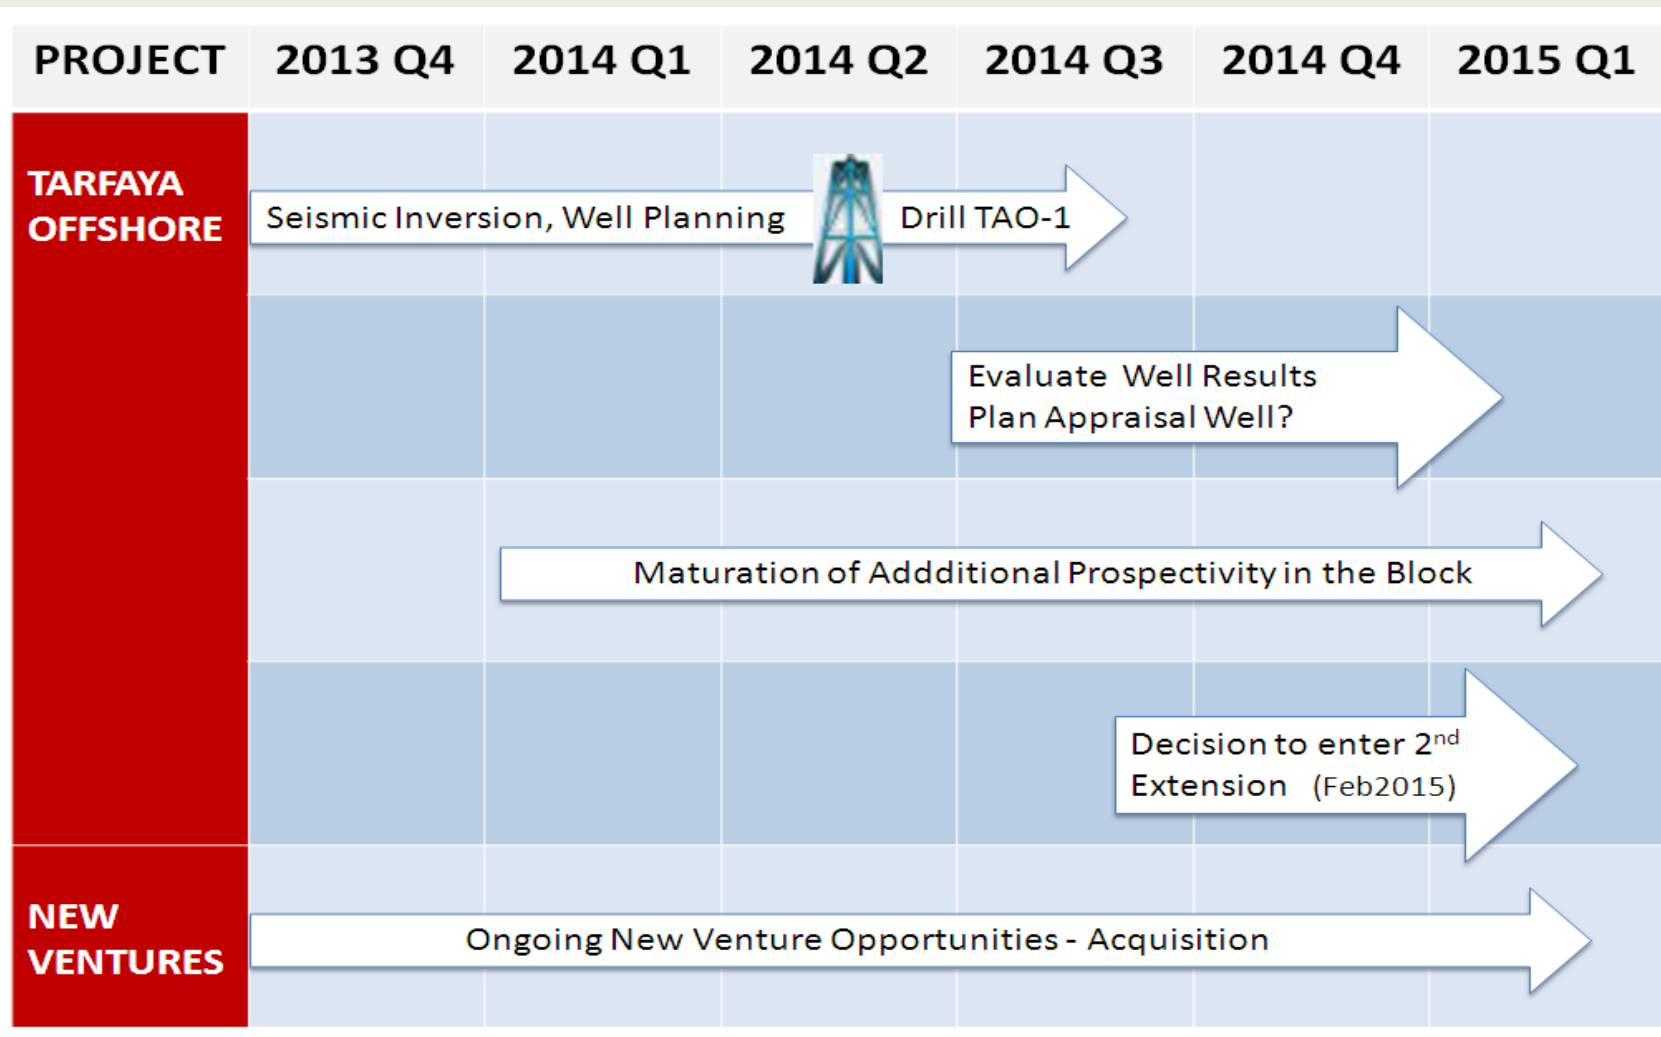 PROJECT 2013 Q4 2014 Q1 2014 Q2 2014 Q3 2014 Q4 2015 Q1
TARFAYA
OFFSHORE
Seismic Inversion, Well Planning Drill TAO-1
Evaluate Well Results
Plan Appraisal Well?
Maturation of Addditional Prospectivity in the Block
Decision to enter 2nd
Extension (Feb2015)
NEW
VENTURES
Ongoing New Venture Opportunities - Acquisition